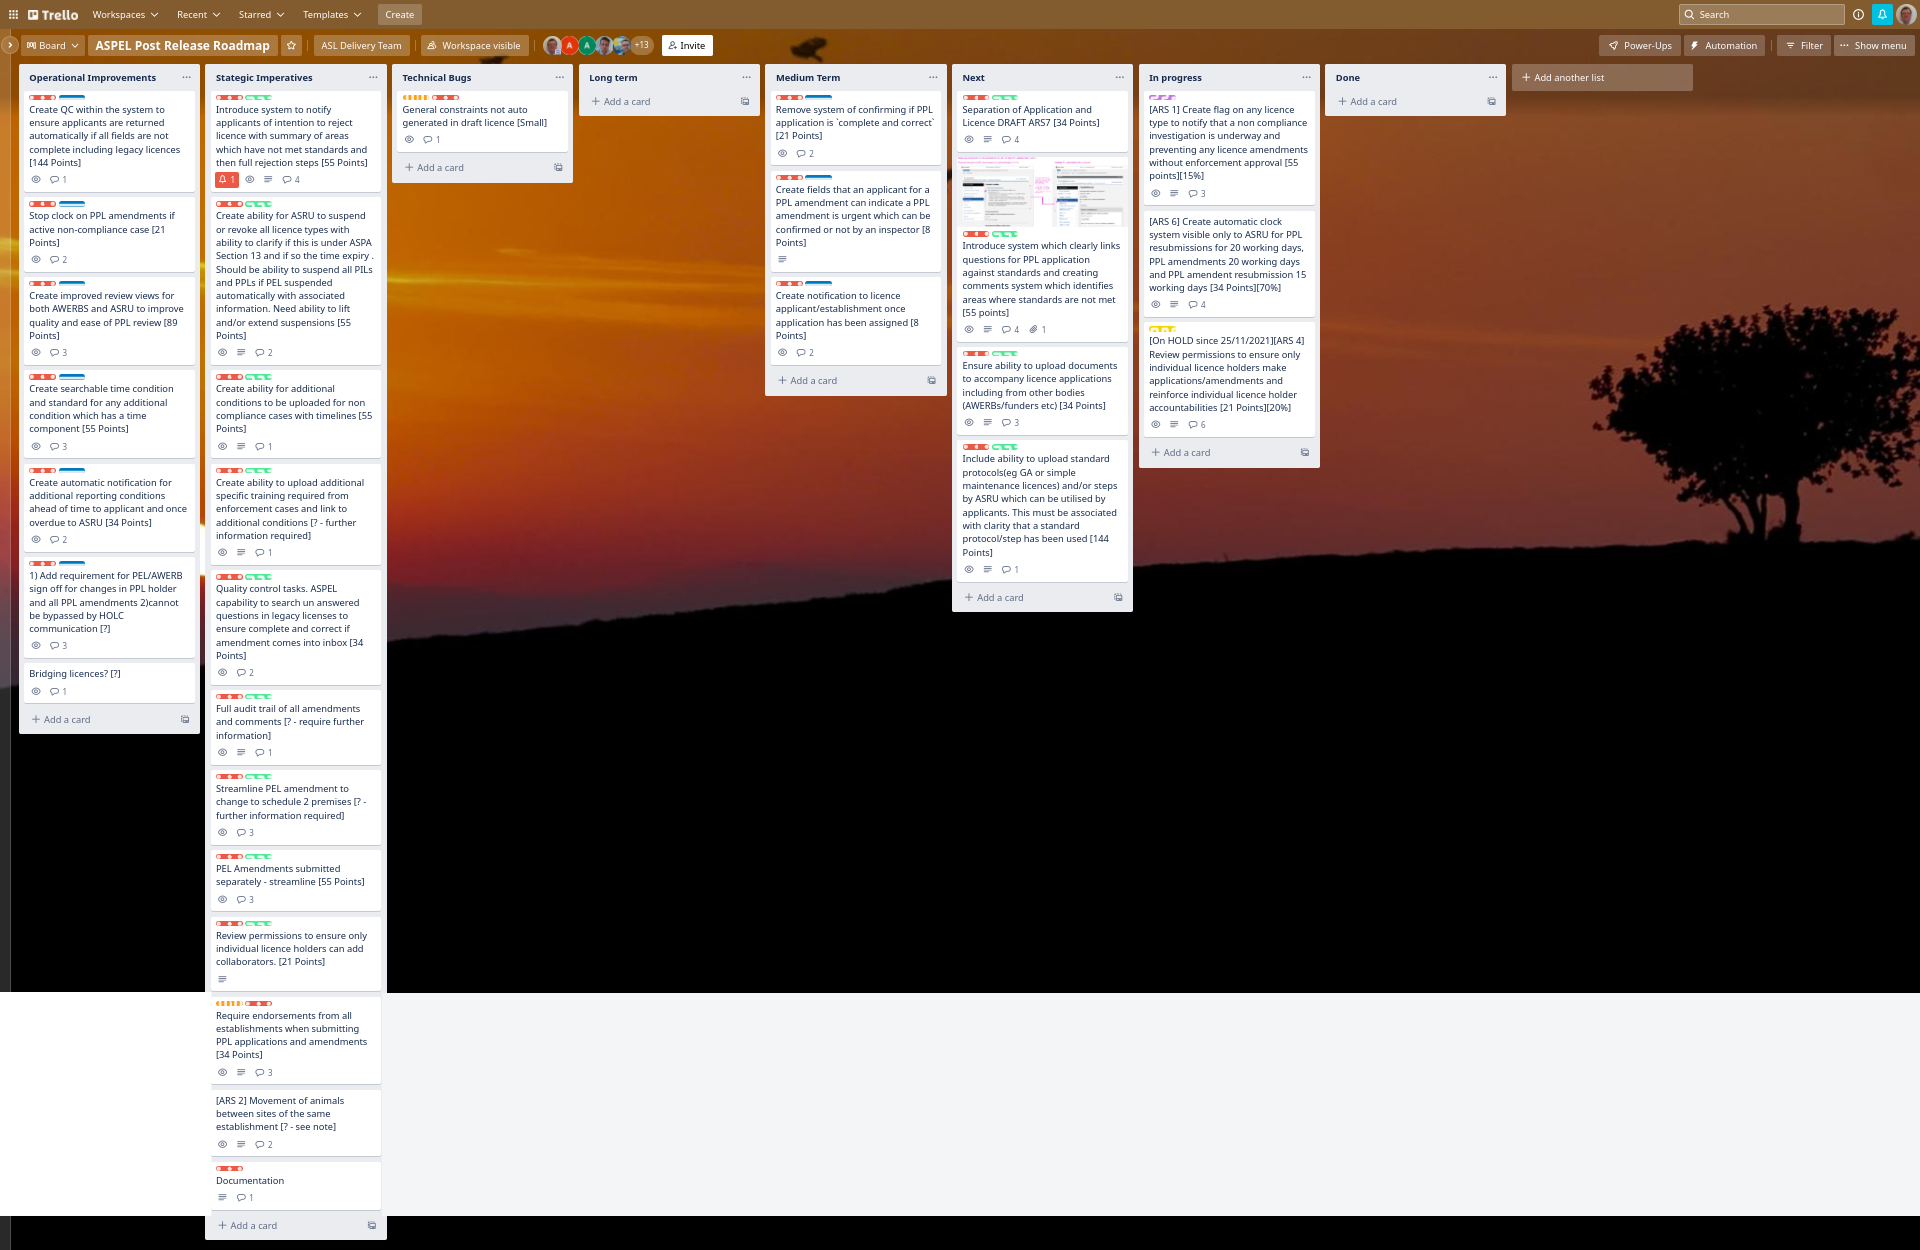 Trello
Workspaces
Recent
Starred
Templates
Create
Search
Board
ASPEL Post Release Roadmap
ASL Delivery Team
Workspace visible
A
A
+13
Invite
Power-Ups
Automation
Filter
Show menu
Operational Improvements
Create QC within the system to
ensure applicants are returned
automatically if all fields are not
complete including legacy licences
[144 Points]
1
Stop clock on PPL amendments if
active non-compliance case [21
Points]
2
Create improved review views for
both AWERBS and ASRU to improve
quality and ease of PPL review [89
Points]
3
Create searchable time condition
and standard for any additional
condition which has a time
component [55 Points]
3
Create automatic notification for
additional reporting conditions
ahead of time to applicant and once
overdue to ASRU [34 Points]
2
1) Add requirement for PEL/AWERB
sign off for changes in PPL holder
and all PPL amendments 2)cannot
be bypassed by HOLC
communication [?]
3
Bridging licences? [?]
1
Add a card
Stategic Imperatives
Introduce system to notify
applicants of intention to reject
licence with summary of areas
which have not met standards and
then full rejection steps [55 Points]
1
4
Create ability for ASRU to suspend
or revoke all licence types with
ability to clarify if this is under ASPA
Section 13 and if so the time expiry .
Should be ability to suspend all PILs
and PPLs if PEL suspended
automatically with associated
information. Need ability to lift
and/or extend suspensions [55
Points]
2
Create ability for additional
conditions to be uploaded for non
compliance cases with timelines [55
Points]
1
Create ability to upload additional
specific training required from
enforcement cases and link to
additional conditions [? - further
information required]
1
Quality control tasks. ASPEL
capability to search un answered
questions in legacy licenses to
ensure complete and correct if
amendment comes into inbox [34
Points]
2
Full audit trail of all amendments
and comments [? - require further
information]
1
Streamline PEL amendment to
change to schedule 2 premises [? -
further information required]
3
PEL Amendments submitted
separately - streamline [55 Points]
3
Review permissions to ensure only
individual licence holders can add
collaborators. [21 Points]
Require endorsements from all
establishments when submitting
PPL applications and amendments
[34 Points]
3
[ARS 2] Movement of animals
between sites of the same
establishment [? - see note]
2
Documentation
1
Add a card
Technical Bugs
General constraints not auto
generated in draft licence [Small]
1
Add a card
Long term
Add a card
Medium Term
Remove system of confirming if PPL
application is `complete and correct`
[21 Points]
2
Create fields that an applicant for a
PPL amendment can indicate a PPL
amendment is urgent which can be
confirmed or not by an inspector [8
Points]
Create notification to licence
applicant/establishment once
application has been assigned [8
Points]
2
Add a card
Next
Separation of Application and
Licence DRAFT ARS7 [34 Points]
4
Introduce system which clearly links
questions for PPL application
against standards and creating
comments system which identifies
areas where standards are not met
[55 points]
4
1
Ensure ability to upload documents
to accompany licence applications
including from other bodies
(AWERBs/funders etc) [34 Points]
3
Include ability to upload standard
protocols(eg GA or simple
maintenance licences) and/or steps
by ASRU which can be utilised by
applicants. This must be associated
with clarity that a standard
protocol/step has been used [144
Points]
1
Add a card
In progress
[ARS 1] Create flag on any licence
type to notify that a non compliance
investigation is underway and
preventing any licence amendments
without enforcement approval [55
points][15%]
3
[ARS 6] Create automatic clock
system visible only to ASRU for PPL
resubmissions for 20 working days,
PPL amendments 20 working days
and PPL amendent resubmission 15
working days [34 Points][70%]
4
[On HOLD since 25/11/2021][ARS 4]
Review permissions to ensure only
individual licence holders make
applications/amendments and
reinforce individual licence holder
accountabilities [21 Points][20%]
6
Add a card
Done
Add a card
Add another list